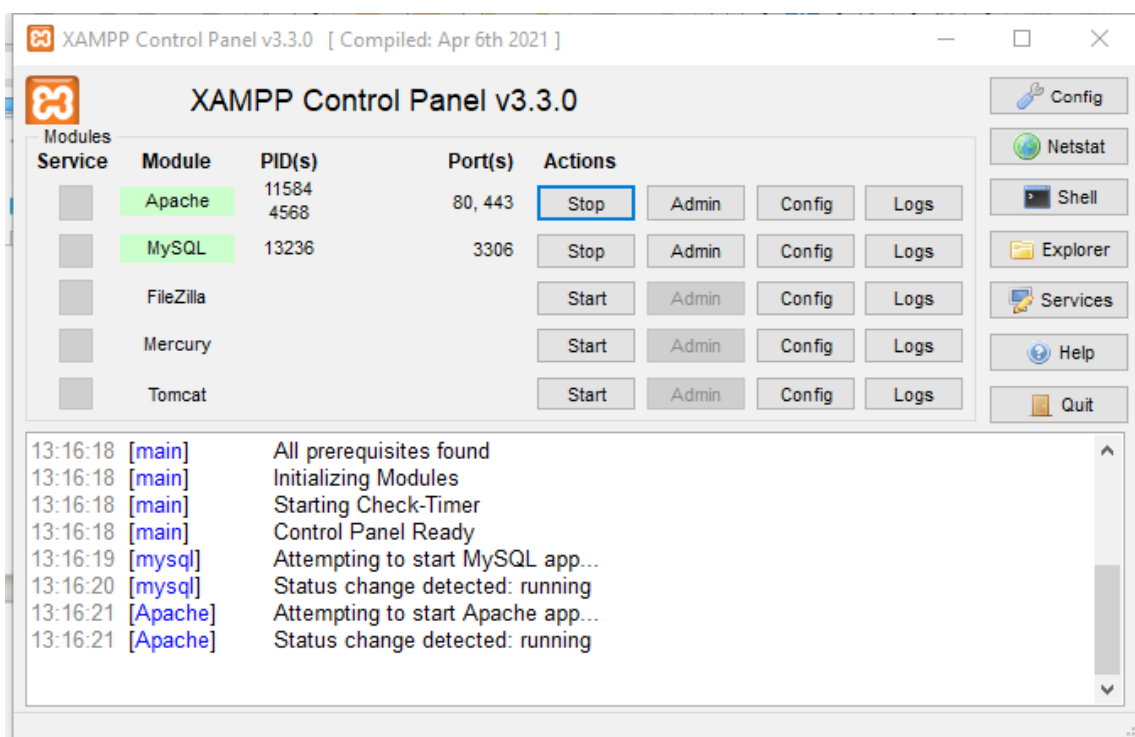 XAMPP Control Panel v3.3.0 [ Compiled: Apr 6th 2021 ]
XAMPP Control Panel v3.3.0
Config
Modules
Service Module PID(s) Port(s) Actions
Netstat
Apache 11584 4568 80, 443 Stop Admin Config Logs
Shell
MySQL 13236 3306 Stop Admin Config Logs
Explorer
FileZilla Start Admin Config Logs
Services
Mercury Start Admin Config Logs
Help
Tomcat Start Admin Config Logs
Quit
13:16:18 [main] All prerequisites found
13:16:18 [main] Initializing Modules
13:16:18 [main] Starting Check-Timer
13:16:18 [main] Control Panel Ready
13:16:19 [mysql] Attempting to start MySQL app...
13:16:20 [mysql] Status change detected: running
13:16:21 [Apache] Attempting to start Apache app...
13:16:21 [Apache] Status change detected: running